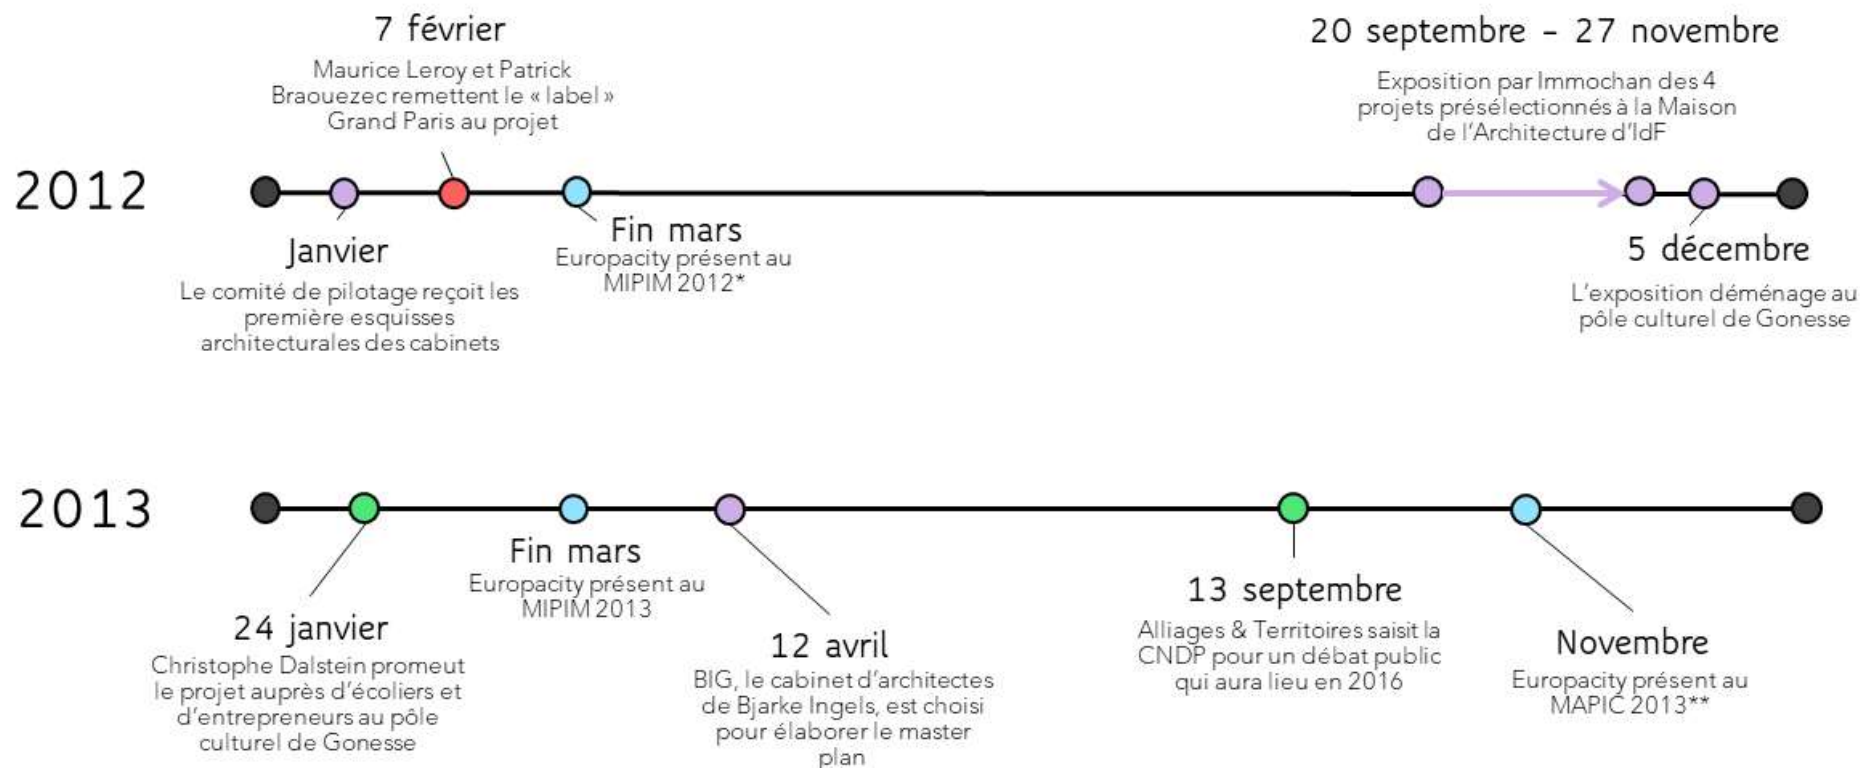 7 février
Maurice Leroy et Patrick
Braouezec remettent le « label »
Grand Paris au projet
20 septembre – 27 novembre
Exposition par Immochan des 4
projets présélectionnés à la Maison
de l'Architecture d'IdF
2012
Janvier
Le comité de pilotage reçoit les
première esquisses
architecturales des cabinets
Fin mars
Europacity présent au
MIPIM 2012*
5 décembre
L'exposition déménage au
pôle culturel de Gonesse
2013
24 janvier
Christophe Dalstein promeut
le projet auprès d'écoliers et
d'entrepreneurs au pôle
culturel de Gonesse
Fin mars
Europacity présent au
MIPIM 2013
12 avril
BIG, le cabinet d'architectes
de Bjarke Ingels, est choisi
pour élaborer le master
plan
13 septembre
Alliages & Territoires saisit la
CNDP pour un débat public
qui aura lieu en 2016
Novembre
Europacity présent au
MAPIC 2013**